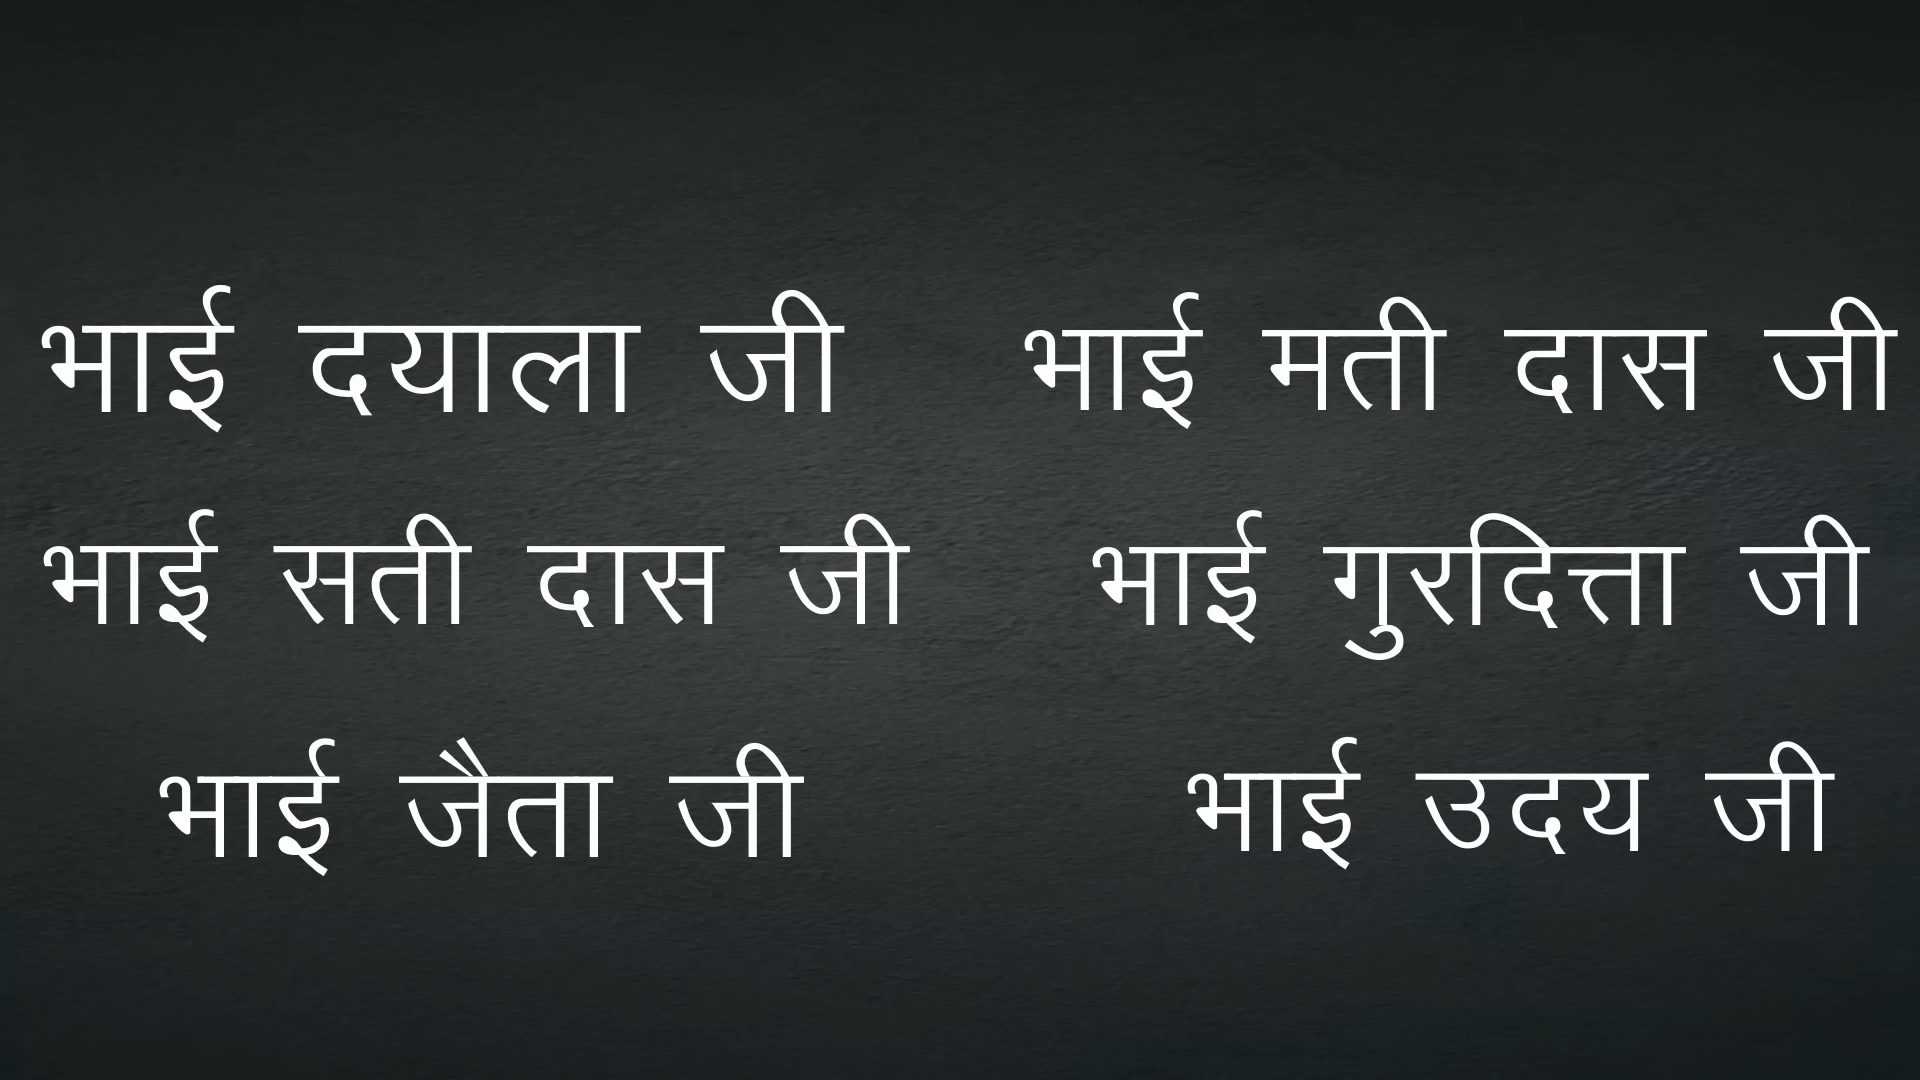 भाई दयाला जी
भाई मती दास जी
भाई सती दास जी
भाई गुरदित्ता जी
भाई जैता जी
भाई उदय जी